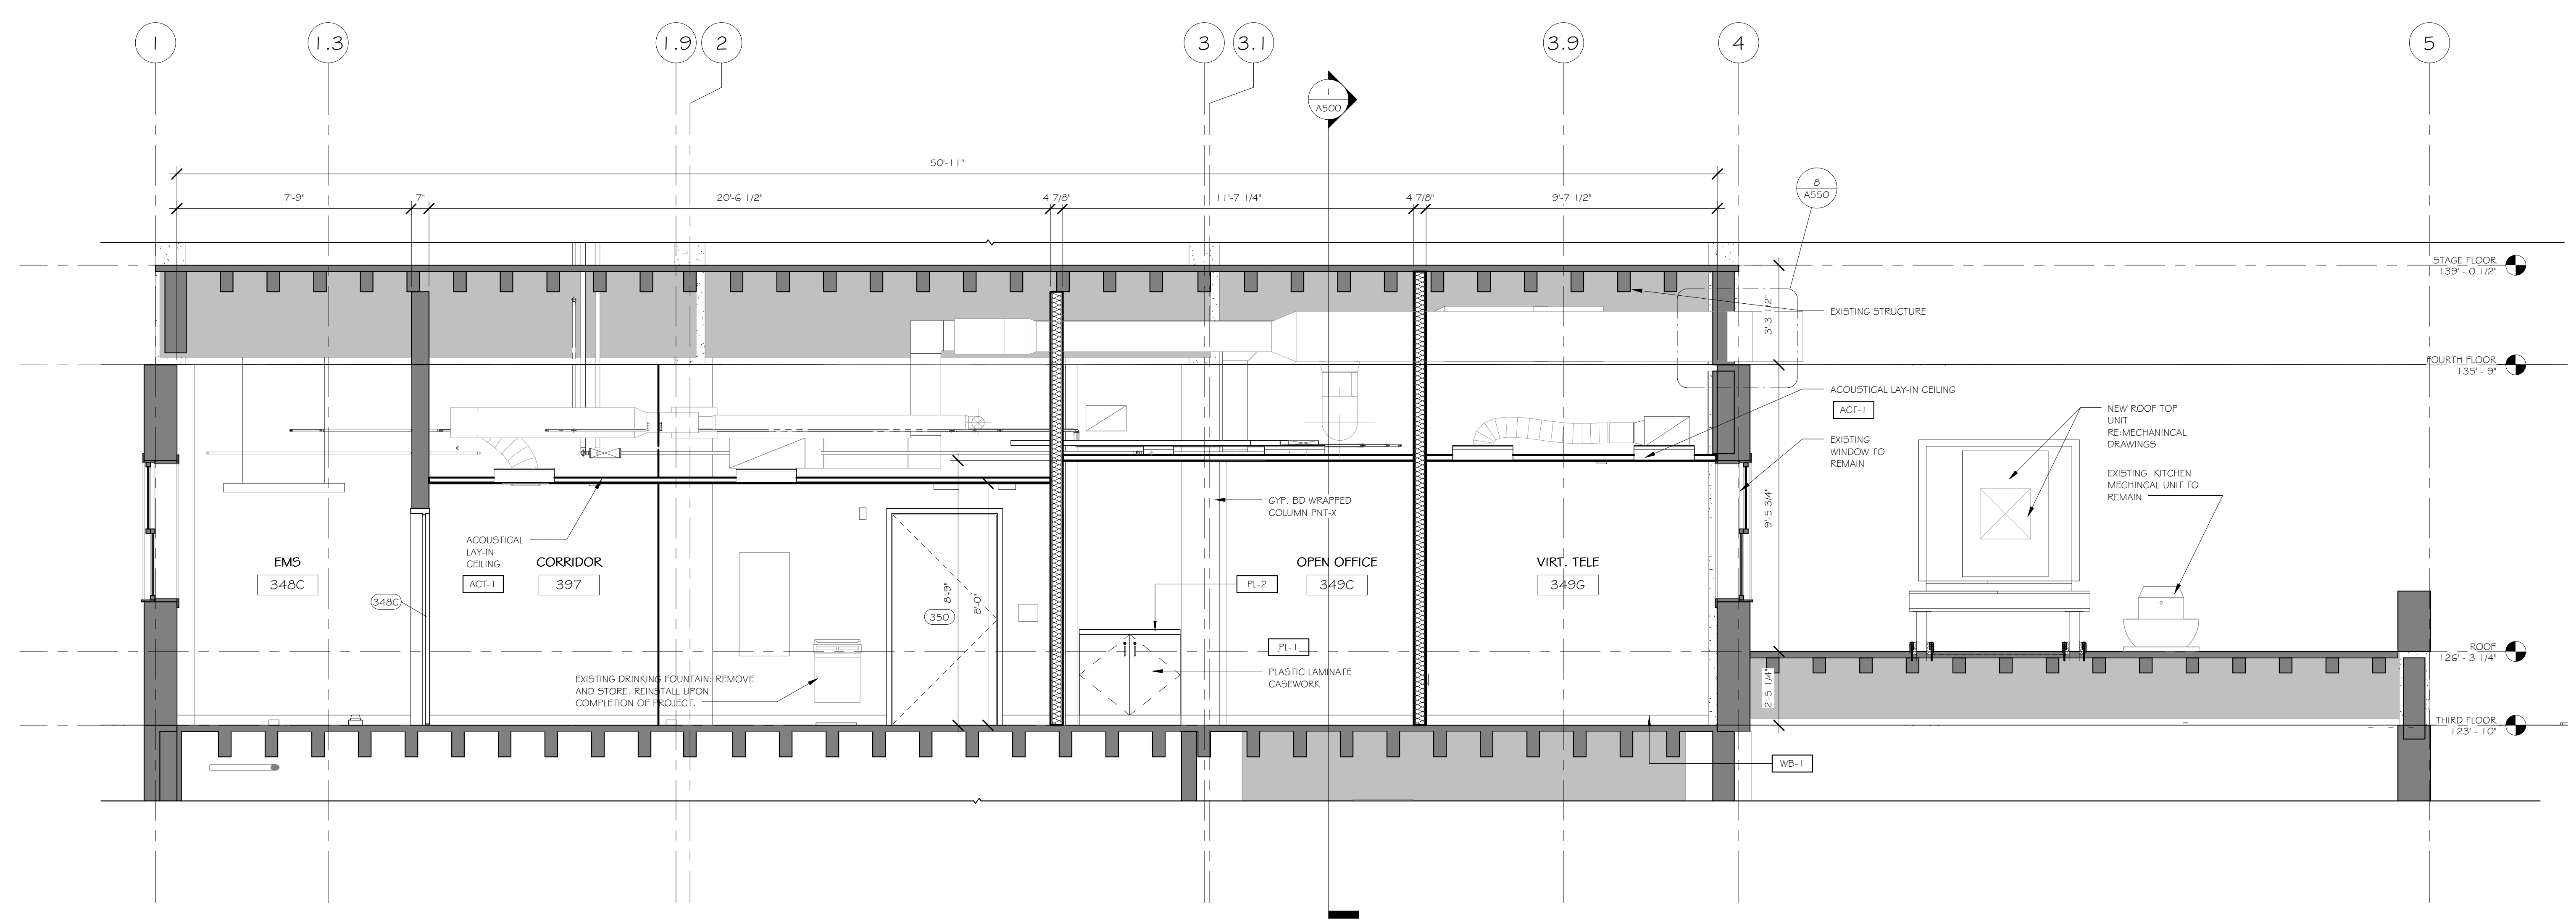 1
1.3
1.9
2
3
3.1
3.9
4
5
1
A500
50'-11"
8
A550
7'-9"
7"
20'-6 1/2"
4 7/8"
11'-7 1/4"
4 7/8"
9'-7 1/2"
STAGE FLOOR
139' - 0 1/2"
3'-3 1/2"
EXISTING STRUCTURE
FOURTH FLOOR
135' - 9"
ACOUSTICAL LAY-IN CEILING
ACT-1
NEW ROOF TOP
UNIT
RE:MECHANINCAL
DRAWINGS
EXISTING
WINDOW TO
REMAIN
EXISTING KITCHEN
MECHINCAL UNIT TO
REMAIN
GYP. BD WRAPPED
COLUMN PNT-X
9'-5 3/4"
ACOUSTICAL
LAY-IN
CEILING
ACT-1
EMS
348C
CORRIDOR
397
OPEN OFFICE
349C
VIRT. TELE
349G
PL-2
348C
350
8'-9"
8'-0"
PL-1
ROOF
126' - 3 1/4"
EXISTING DRINKING FOUNTAIN: REMOVE
AND STORE. REINSTALL UPON
COMPLETION OF PROJECT.
PLASTIC LAMINATE
CASEWORK
2'-5 1/4"
THIRD FLOOR
123' - 10"
WB-1